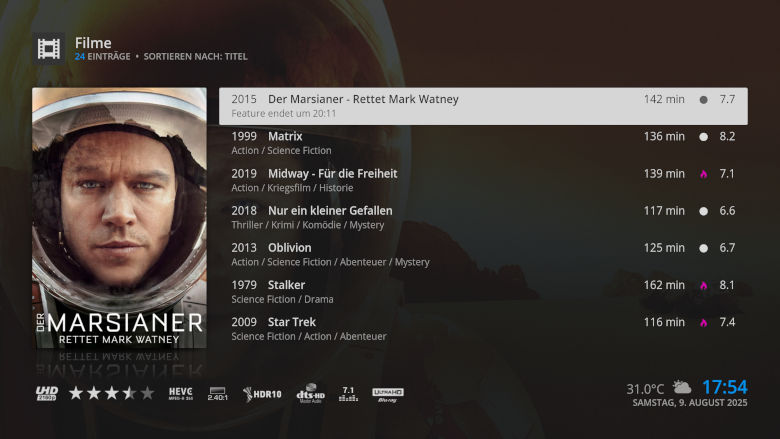 Filme
24 EINTRÄGE • SORTIEREN NACH: TITEL
2015 Der Marsianer - Rettet Mark Watney 142 min 7.7
Feature endet um 20:11
1999 Matrix 136 min 8.2
Action / Science Fiction
2019 Midway - Für die Freiheit 139 min 7.1
Action / Kriegsfilm / Historie
2018 Nur ein kleiner Gefallen 117 min 6.6
Thriller / Krimi / Komödie / Mystery
2013 Oblivion 125 min 6.7
Action / Science Fiction / Abenteuer / Mystery
1979 Stalker 162 min 8.1
Science Fiction / Drama
2009 Star Trek 116 min 7.4
Science Fiction / Action / Abenteuer
DER MARSIANER
RETTET MARK WATNEY
UHD 2160p HEVC MPEG-H 265 2.40:1 HDR10 dts-HD Master Audio 7.1 ULTRA HD Blu-ray
31.0°C 17:54
SAMSTAG, 9. AUGUST 2025